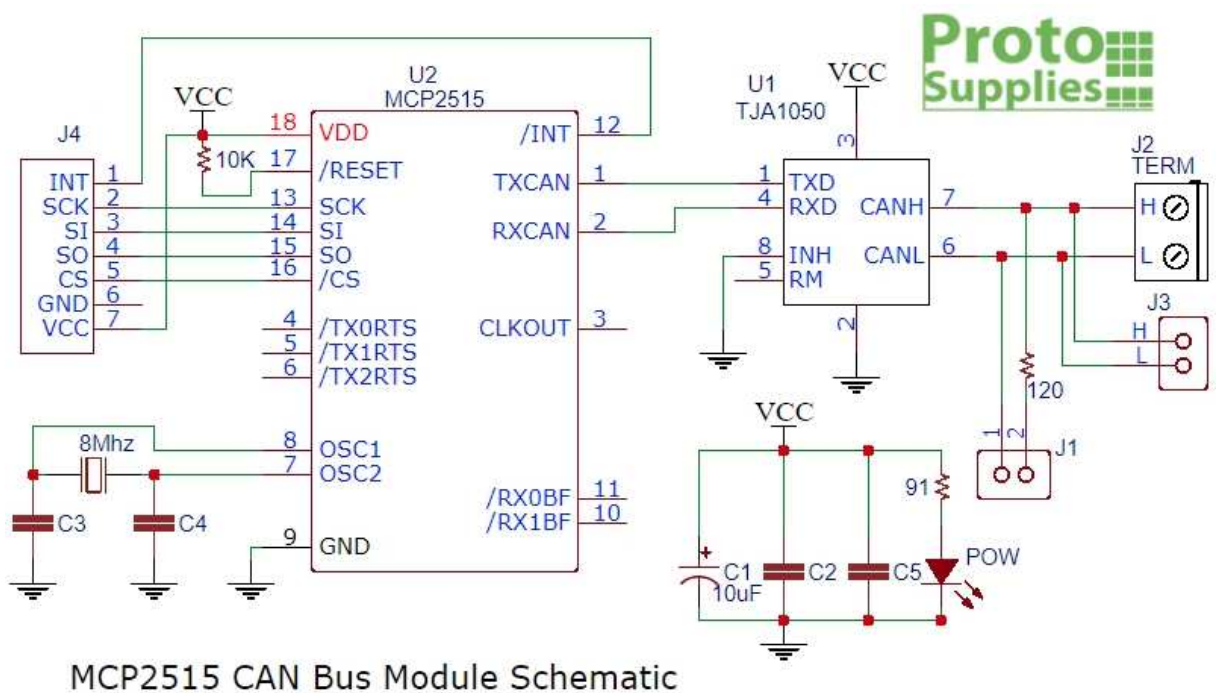 Proto
Supplies
U2
MCP2515
VCC
10K
J4
INT 1
SCK 2
SI 3
SO 4
CS 5
GND 6
VCC 7
18 VDD
17 /RESET
13 SCK
14 SI
15 SO
16 /CS
4 /TX0RTS
5 /TX1RTS
6 /TX2RTS
8 OSC1
7 OSC2
9 GND
/INT 12
TXCAN 1
RXCAN 2
CLKOUT 3
/RX0BF 11
/RX1BF 10
8Mhz
C3
C4
U1
TJA1050
VCC
3
1 TXD
4 RXD
8 INH
5 RM
CANH 7
CANL 6
2
J2
TERM
H
L
J3
H
L
120
1
2
J1
VCC
91
C1
10uF
C2
C5
POW
+
MCP2515 CAN Bus Module Schematic